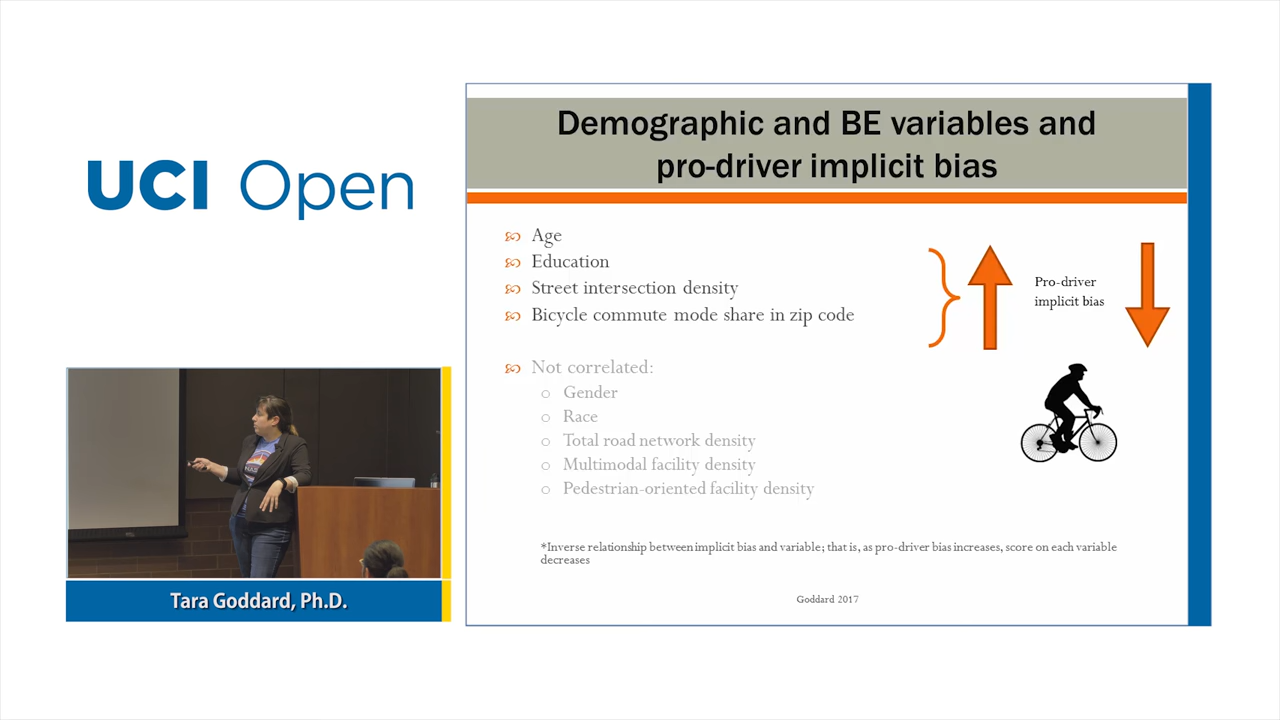 UCI Open
Demographic and BE variables and
pro-driver implicit bias
Age
Education
Street intersection density
Bicycle commute mode share in zip code
Pro-driver
implicit bias
Not correlated:
Gender
Race
Total road network density
Multimodal facility density
Pedestrian-oriented facility density
*Inverse relationship between implicit bias and variable; that is, as pro-driver bias increases, score on each variable
decreases
Goddard 2017
Tara Goddard, Ph.D.